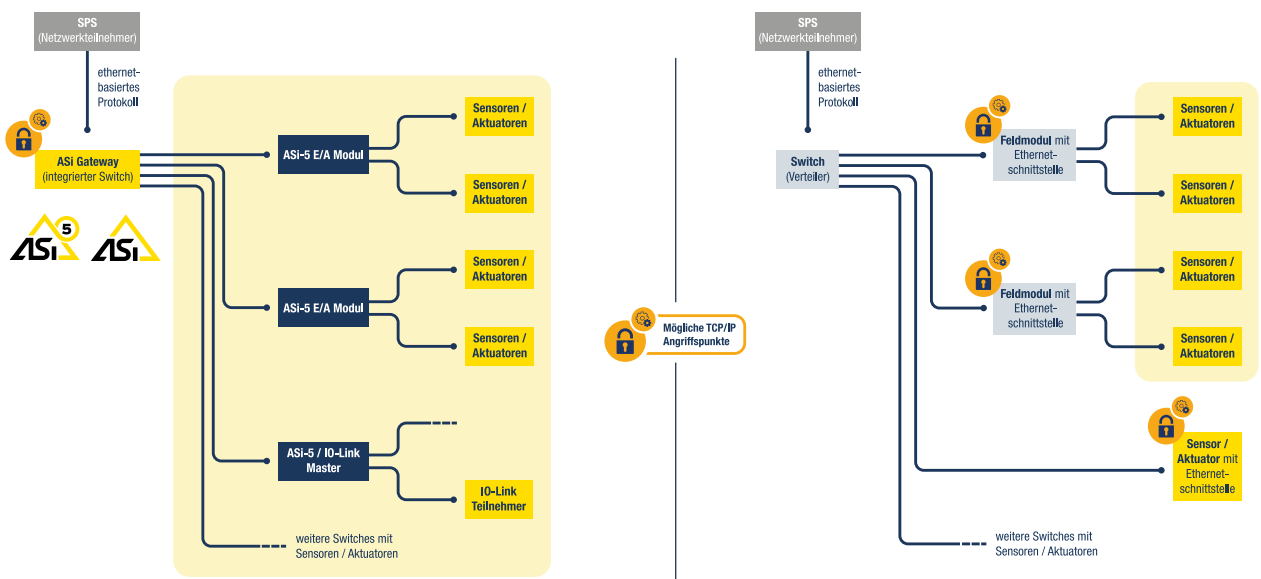 SPS
(Netzwerkteilnehmer)
ethernet-
basiertes
Protokoll
ASi Gateway
(integrierter Switch)
ASi 5
ASi
ASi-5 E/A Modul
Sensoren /
Aktuatoren
Sensoren /
Aktuatoren
ASi-5 E/A Modul
Sensoren /
Aktuatoren
Sensoren /
Aktuatoren
ASi-5 / IO-Link
Master
IO-Link
Teilnehmer
weitere Switches mit
Sensoren / Aktuatoren
Mögliche TCP/IP
Angriffspunkte
SPS
(Netzwerkteilnehmer)
ethernet-
basiertes
Protokoll
Switch
(Verteiler)
Feldmodul mit
Ethernet-
schnittstelle
Sensoren /
Aktuatoren
Sensoren /
Aktuatoren
Feldmodul mit
Ethernet-
schnittstelle
Sensoren /
Aktuatoren
Sensoren /
Aktuatoren
Sensor /
Aktuator mit
Ethernet-
schnittstelle
weitere Switches mit
Sensoren / Aktuatoren